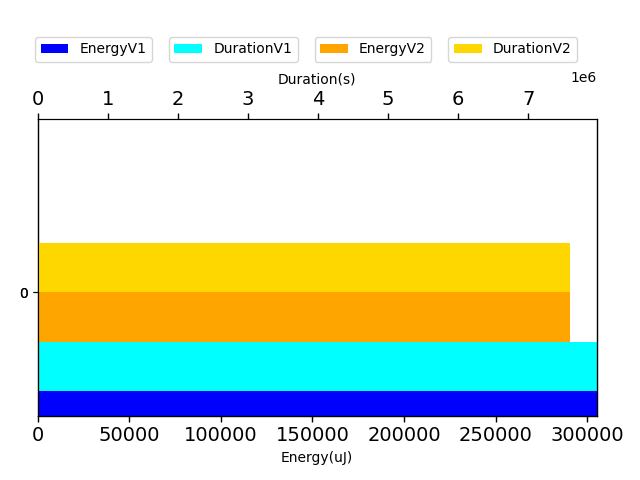 EnergyV1 DurationV1 EnergyV2 DurationV2
Duration(s) 1e6
0 1 2 3 4 5 6 7
0
0 50000 100000 150000 200000 250000 300000
Energy(uJ)